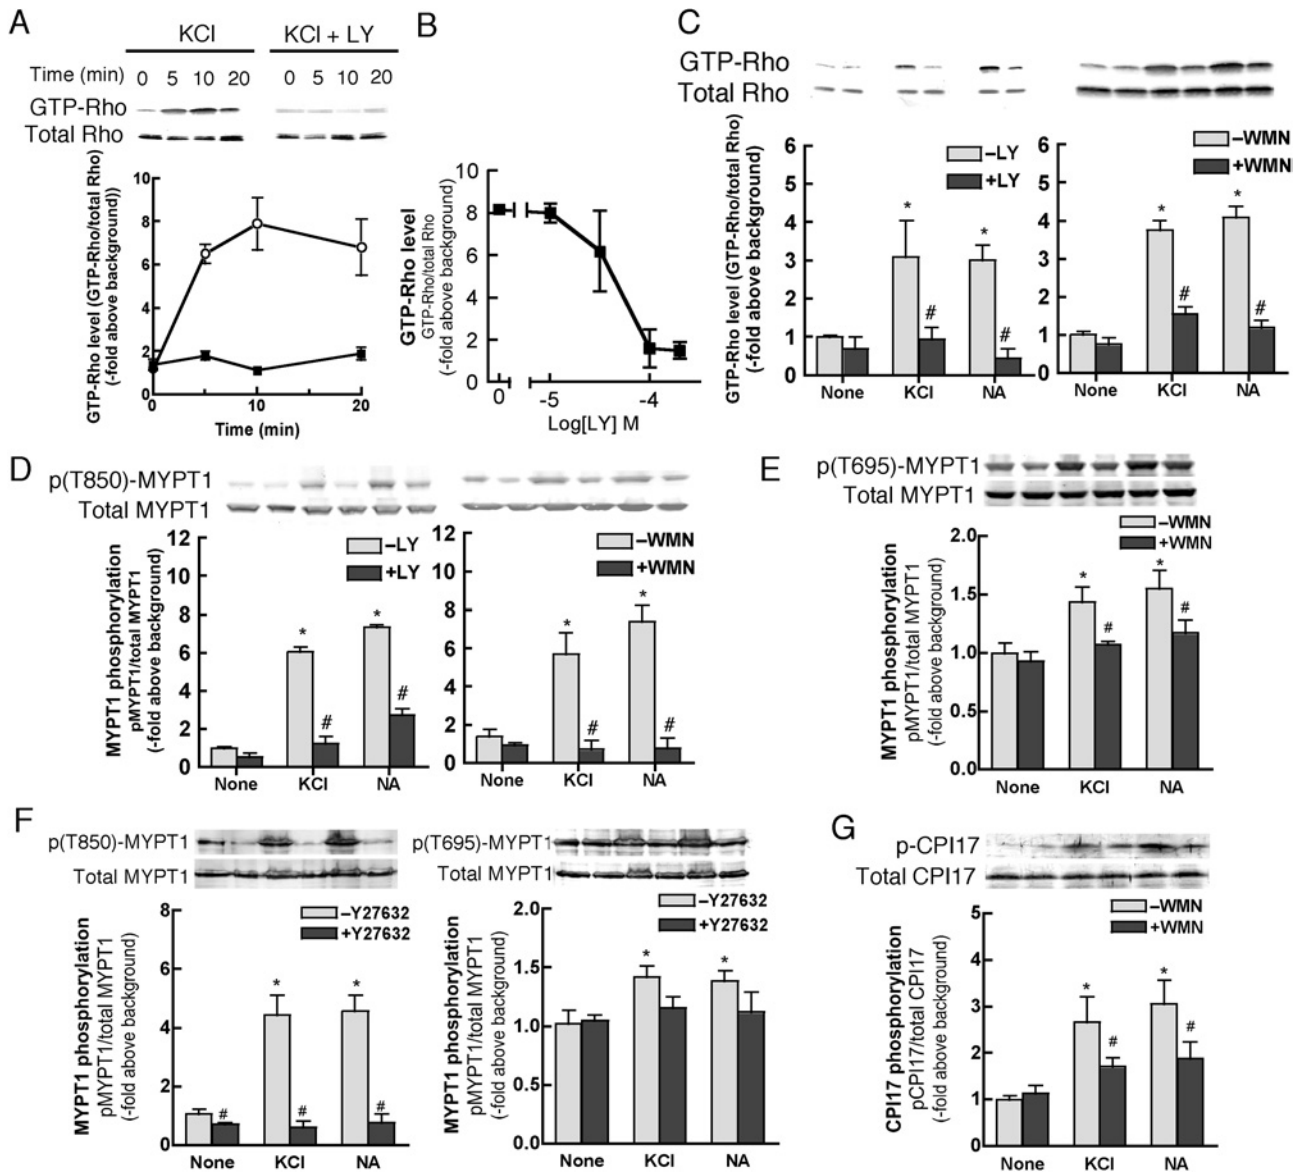 A
KCl
KCl + LY
Time (min) 0 5 10 20 0 5 10 20
GTP-Rho
Total Rho
GTP-Rho level (GTP-Rho/total Rho)
(-fold above background))
10
8
6
4
2
0
0 10 20
Time (min)
B
GTP-Rho level
GTP-Rho/total Rho
(-fold above background)
10
8
6
4
2
0
0 -5 -4
Log[LY] M
C
GTP-Rho
Total Rho
GTP-Rho level (GTP-Rho/total Rho)
(-fold above background)
6
5
4
3
2
1
0
–LY
+LY
* # * #
None KCl NA
6
5
4
3
2
1
0
–WMN
+WMN
* # * #
None KCl NA
D
p(T850)-MYPT1
Total MYPT1
MYPT1 phosphorylation
pMYPT1/total MYPT1
(-fold above background)
12
10
8
6
4
2
0
–LY
+LY
* # * #
None KCl NA
12
10
8
6
4
2
0
–WMN
+WMN
* # * #
None KCl NA
E
p(T695)-MYPT1
Total MYPT1
MYPT1 phosphorylation
pMYPT1/total MYPT1
(-fold above background)
2.0
1.5
1.0
0.5
0.0
–WMN
+WMN
* # * #
None KCl NA
F
p(T850)-MYPT1
Total MYPT1
MYPT1 phosphorylation
pMYPT1/total MYPT1
(-fold above background)
8
6
4
2
0
–Y27632
+Y27632
# * # * #
None KCl NA
p(T695)-MYPT1
Total MYPT1
MYPT1 phosphorylation
pMYPT1/total MYPT1
(-fold above background)
2.0
1.5
1.0
0.5
0.0
–Y27632
+Y27632
* *
None KCl NA
G
p-CPI17
Total CPI17
CPI17 phosphorylation
pCPI17/total CPI17
(-fold above background)
5
4
3
2
1
0
–WMN
+WMN
* # * #
None KCl NA